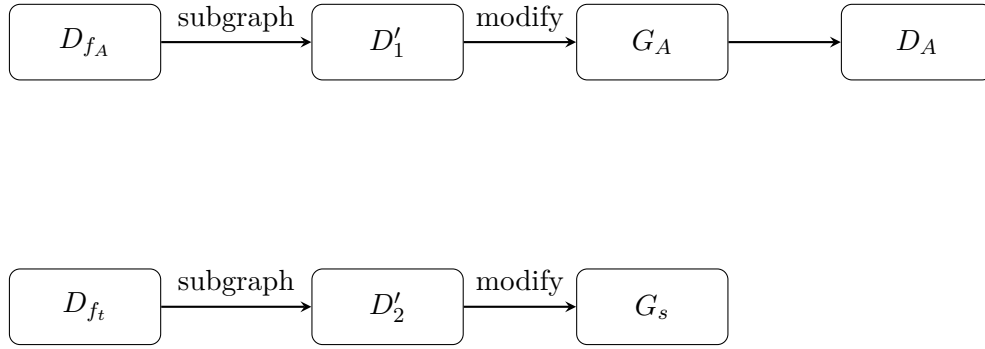 subgraph modify
D_{f_A} D'_1 G_A D_A
subgraph modify
D_{f_t} D'_2 G_s